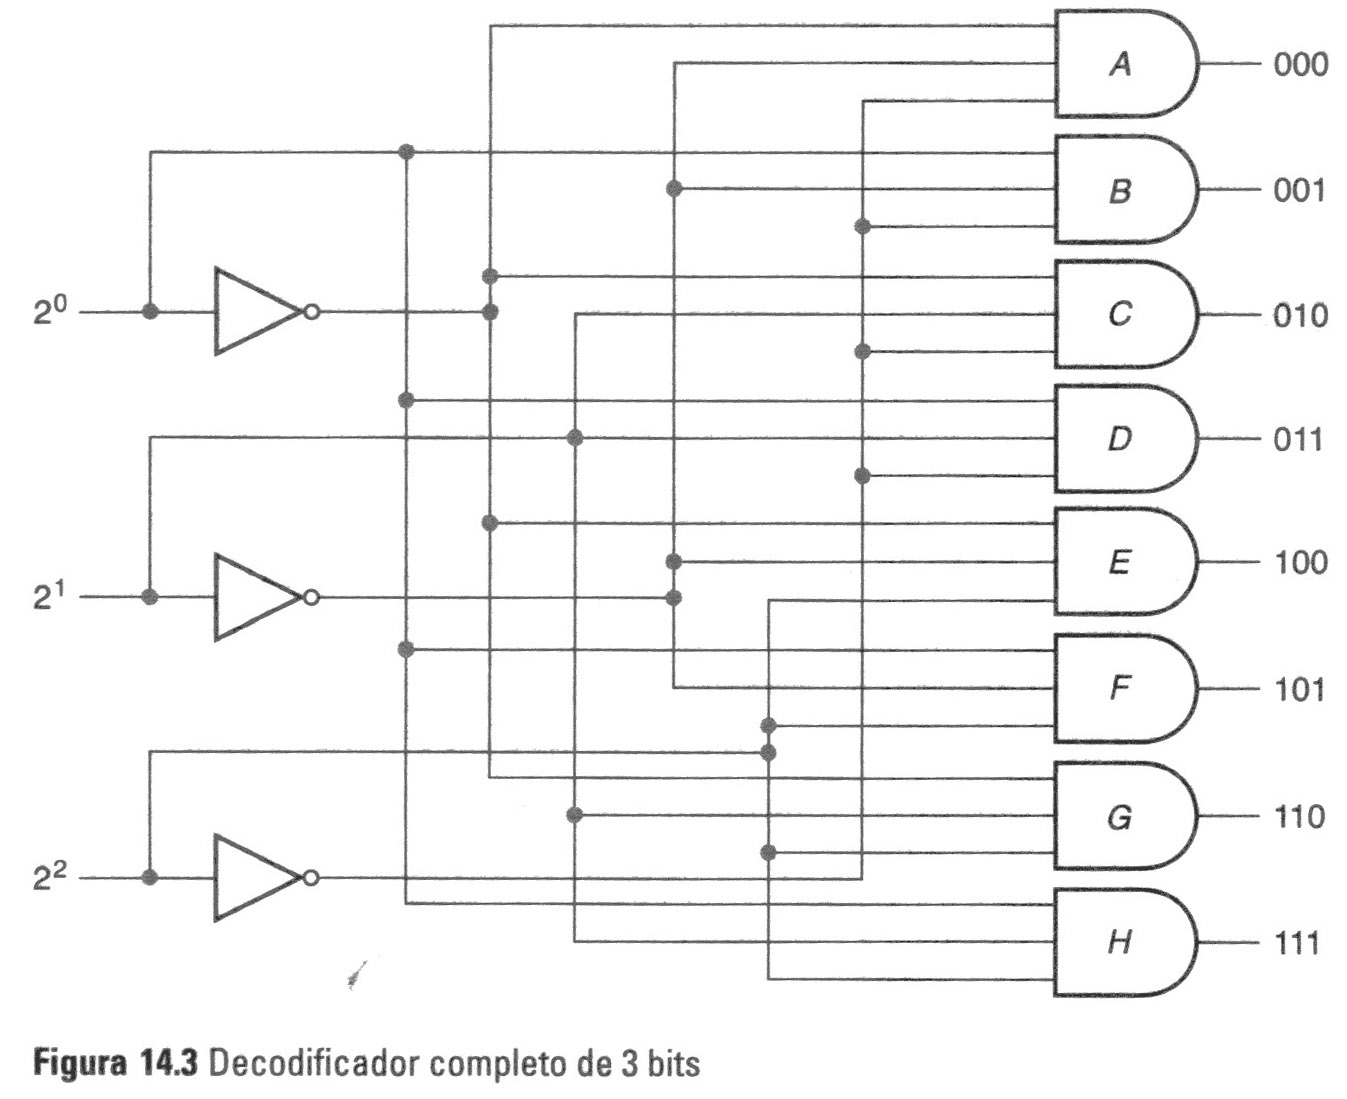 A 000
B 001
2⁰
C 010
D 011
E 100
2¹
F 101
G 110
2²
H 111
Figura 14.3 Decodificador completo de 3 bits